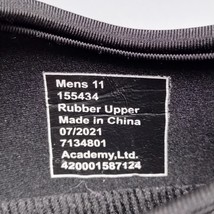 Mens 11
155434
Rubber Upper
Made in China
07/2021
7134801
Academy,Ltd.
420001587124